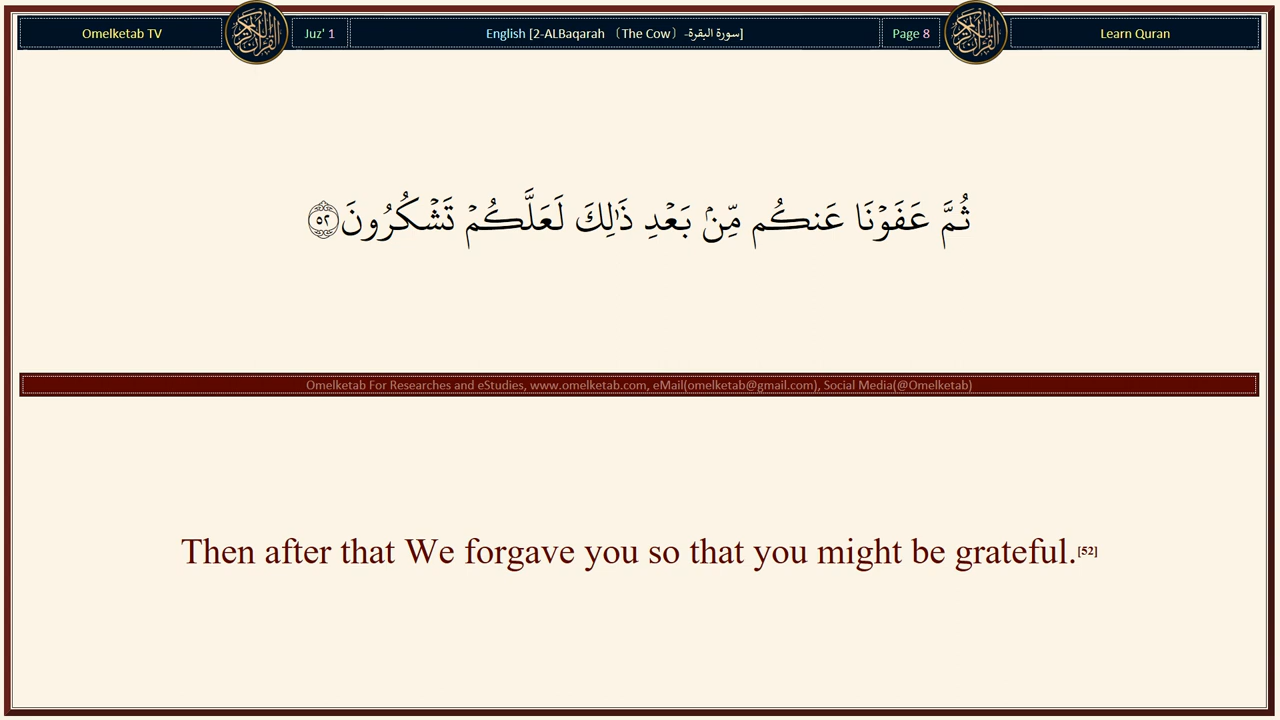 Omelketab TV
Juz' 1
English [2-ALBaqarah （The Cow） -سورة البقرة]
Page 8
Learn Quran
ثُمَّ عَفَوۡنَا عَنكُم مِّنۢ بَعۡدِ ذَٰلِكَ لَعَلَّكُمۡ تَشۡكُرُونَ ٥٢
Omelketab For Researches and eStudies, www.omelketab.com, eMail(omelketab@gmail.com), Social Media(@Omelketab)
Then after that We forgave you so that you might be grateful.[52]